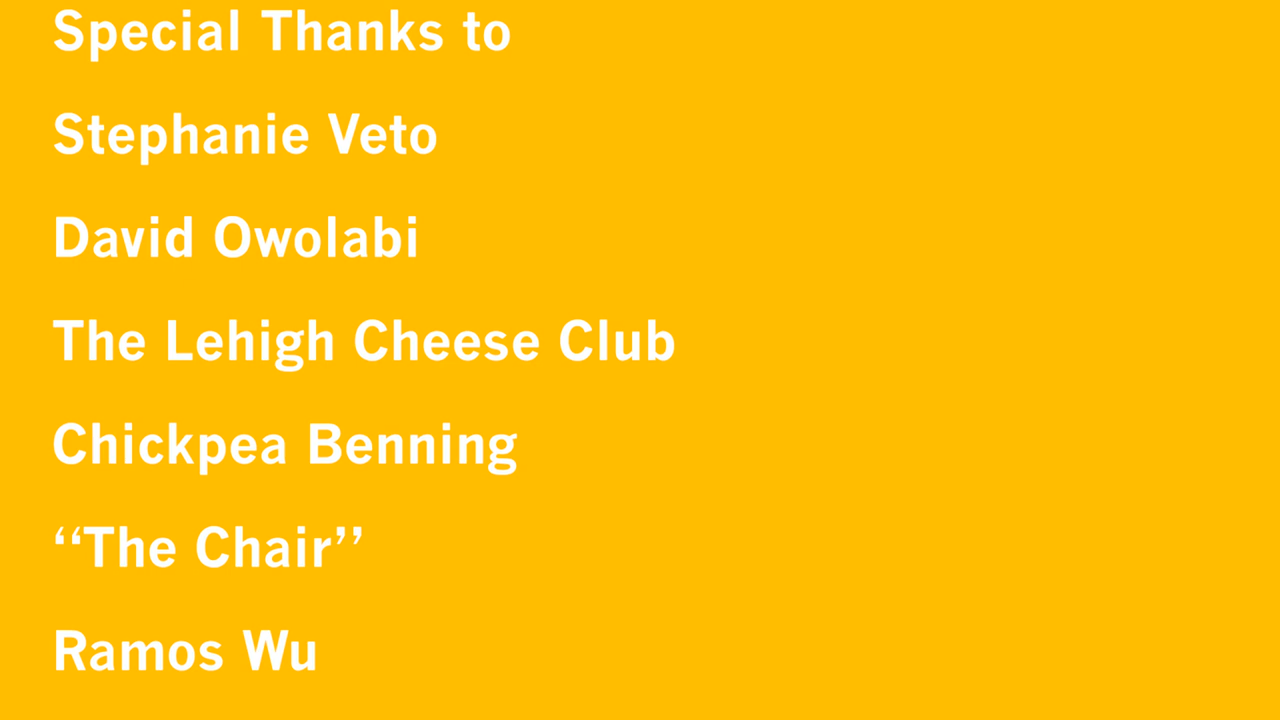 Special Thanks to
Stephanie Veto
David Owolabi
The Lehigh Cheese Club
Chickpea Benning
“The Chair”
Ramos Wu